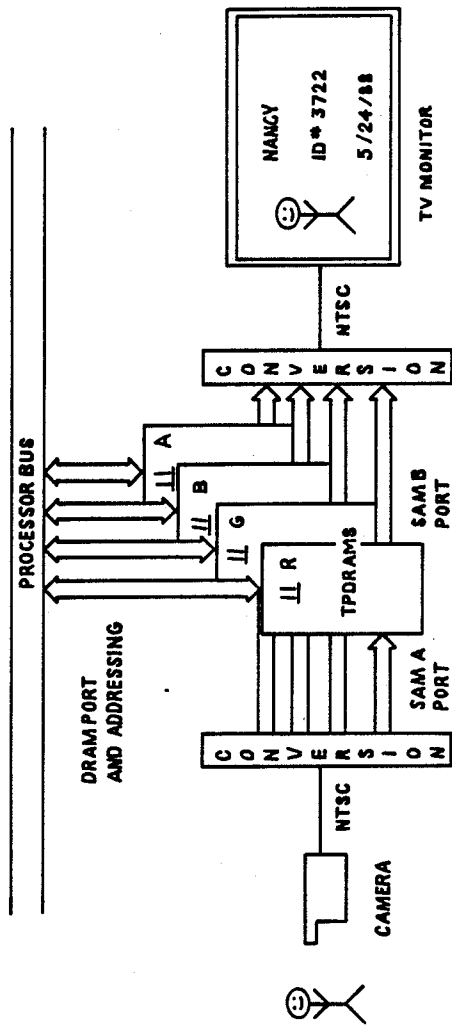 PROCESSOR BUS
DRAM PORT
AND ADDRESSING
A
B
G
R
TPDRAMS
CONVERSION
CONVERSION
NTSC
NTSC
SAM A
PORT
SAM B
PORT
CAMERA
NANCY
ID# 3722
5/24/88
TV MONITOR